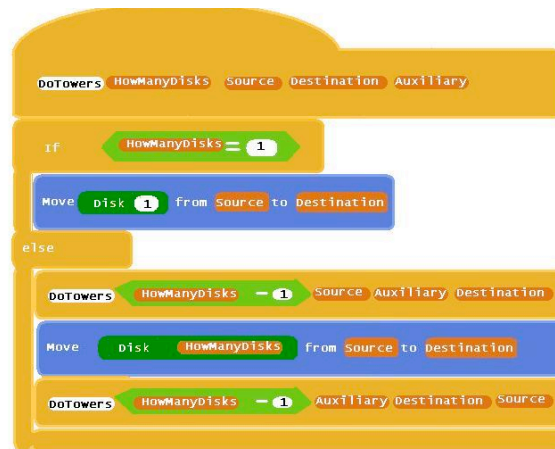 DoTowers HowManyDisks Source Destination Auxiliary
If HowManyDisks = 1
Move Disk 1 from Source to Destination
else
DoTowers HowManyDisks - 1 Source Auxiliary Destination
Move Disk HowManyDisks from Source to Destination
DoTowers HowManyDisks - 1 Auxiliary Destination Source